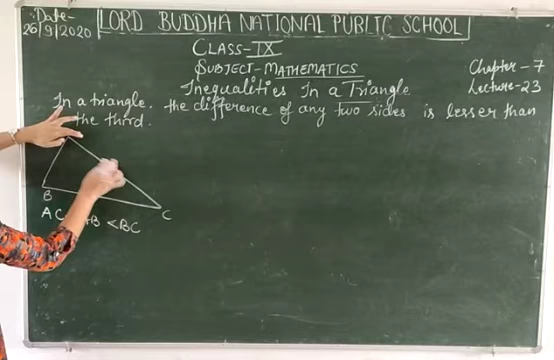 Date-
26/9/2020
LORD BUDDHA NATIONAL PUBLIC SCHOOL
CLASS-IX
SUBJECT-MATHEMATICS
Chapter-7
Inequalities In a Triangle
Lecture-23
In a triangle. the difference of any two sides is lesser than
the third.
B
C
AC B < BC